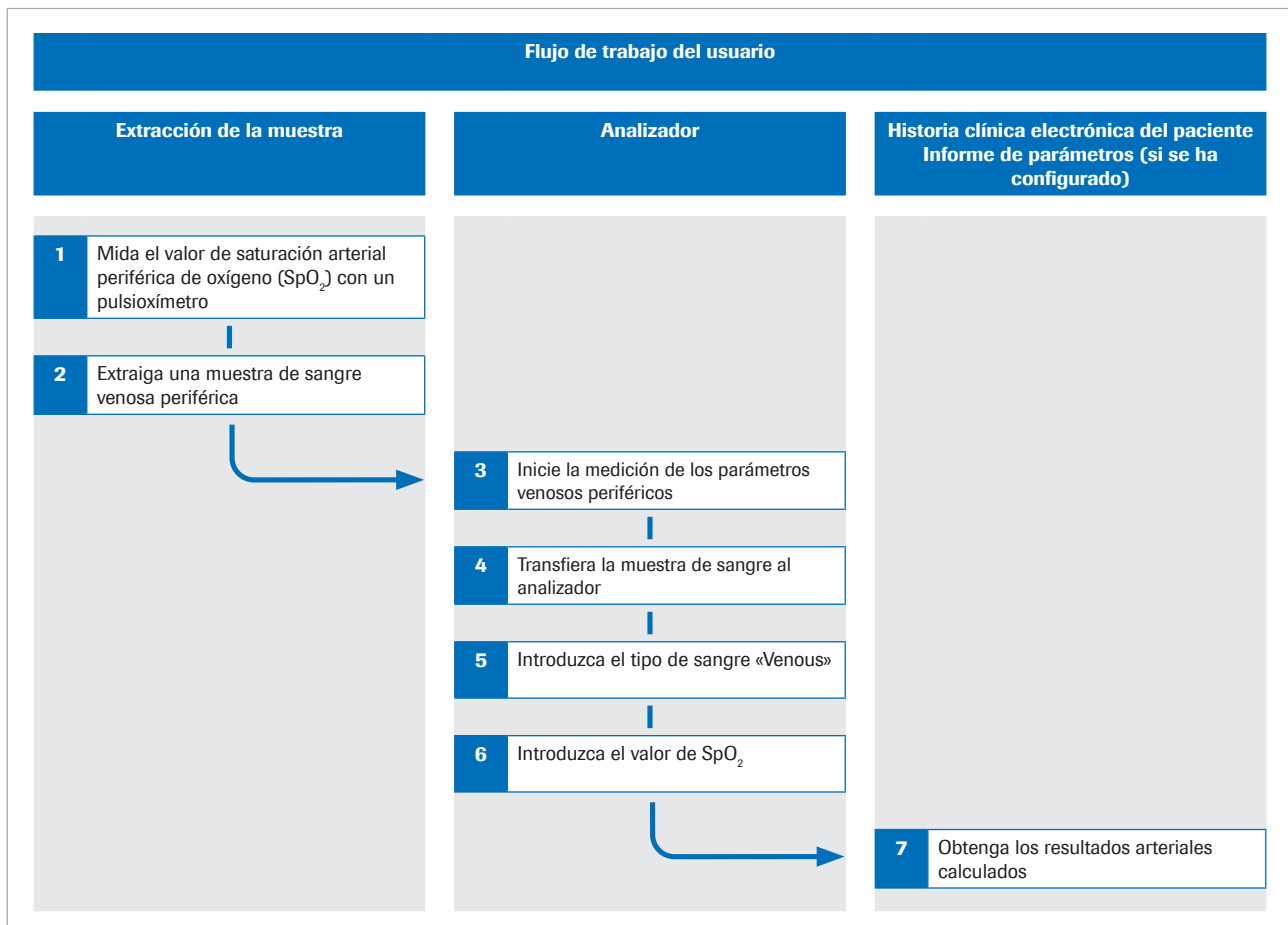 Flujo de trabajo del usuario
Extracción de la muestra
Analizador
Historia clínica electrónica del paciente
Informe de parámetros (si se ha
configurado)
1
Mida el valor de saturación arterial
periférica de oxígeno (SpO₂) con un
pulsioxímetro
2
Extraiga una muestra de sangre
venosa periférica
3
Inicie la medición de los parámetros
venosos periféricos
4
Transfiera la muestra de sangre al
analizador
5
Introduzca el tipo de sangre «Venous»
6
Introduzca el valor de SpO₂
7
Obtenga los resultados arteriales
calculados